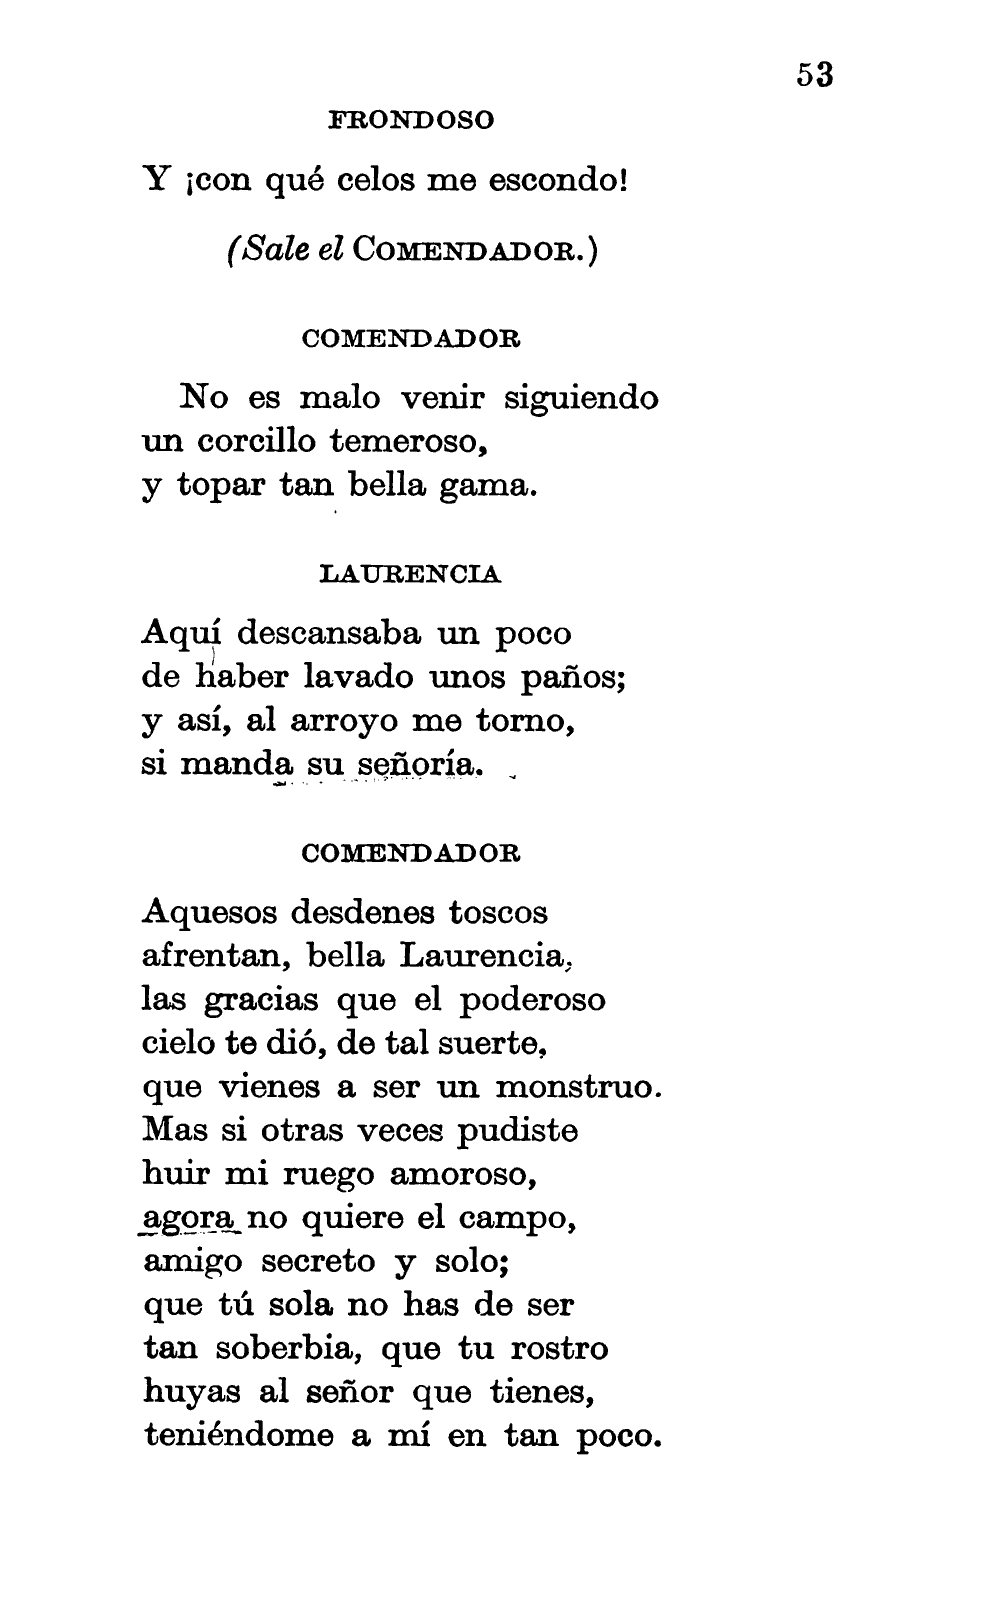 53
FRONDOSO
Y ¡con qué celos me escondo!
(Sale el COMENDADOR.)
COMENDADOR
No es malo venir siguiendo
un corcillo temeroso,
y topar tan bella gama.
LAURENCIA
Aquí descansaba un poco
de haber lavado unos paños;
y así, al arroyo me torno,
si manda su señoría.
COMENDADOR
Aquesos desdenes toscos
afrentan, bella Laurencia,
las gracias que el poderoso
cielo te dió, de tal suerte,
que vienes a ser un monstruo.
Mas si otras veces pudiste
huir mi ruego amoroso,
agora no quiere el campo,
amigo secreto y solo;
que tú sola no has de ser
tan soberbia, que tu rostro
huyas al señor que tienes,
teniéndome a mí en tan poco.